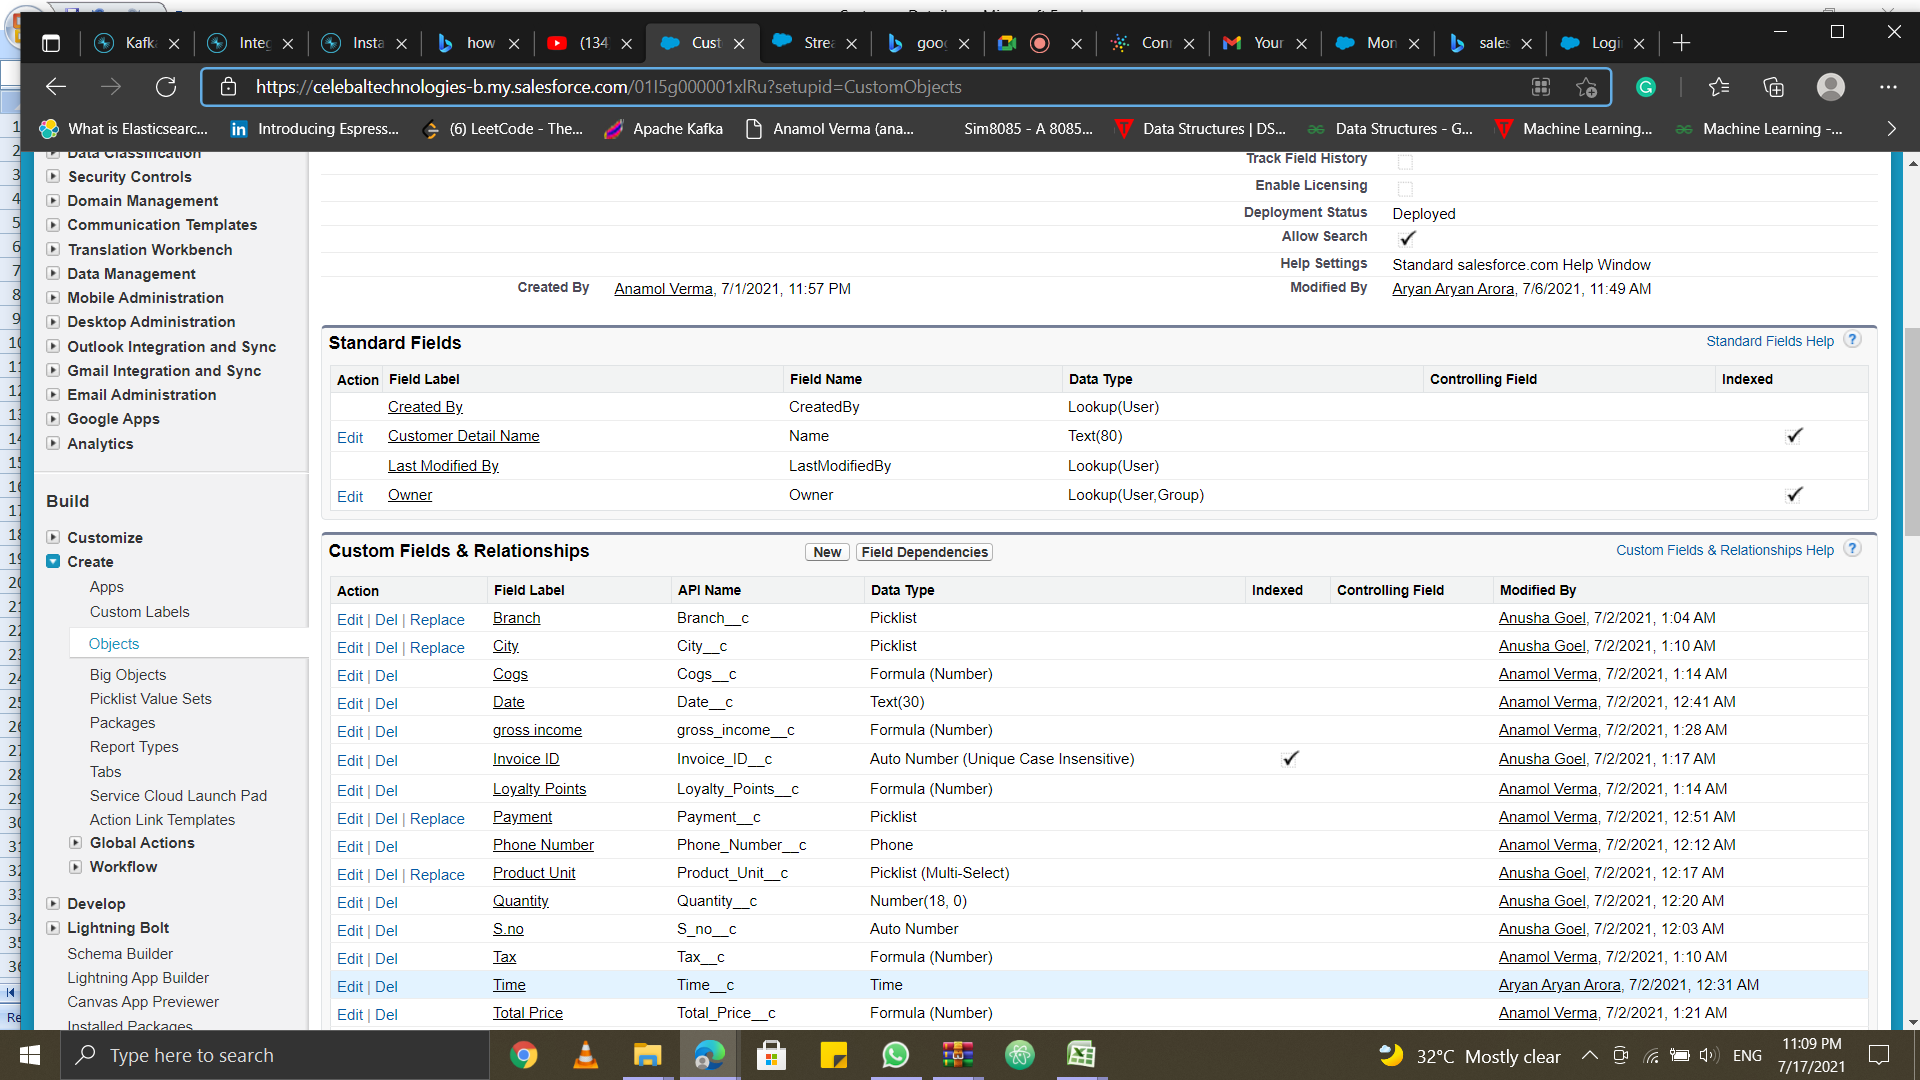 Kafk
Integ
Insta
how
(134
Cust
Strea
goog
Conn
Your
Mon
sales
Login
https://celebaltechnologies-b.my.salesforce.com/01I5g000001xlRu?setupid=CustomObjects
What is Elasticsearc...
Introducing Espress...
(6) LeetCode - The...
Apache Kafka
Anamol Verma (ana...
Sim8085 - A 8085...
Data Structures | DS...
Data Structures - G...
Machine Learning...
Machine Learning -...
Data Classification
Security Controls
Domain Management
Communication Templates
Translation Workbench
Data Management
Mobile Administration
Desktop Administration
Outlook Integration and Sync
Gmail Integration and Sync
Email Administration
Google Apps
Analytics
Build
Customize
Create
Apps
Custom Labels
Objects
Big Objects
Picklist Value Sets
Packages
Report Types
Tabs
Service Cloud Launch Pad
Action Link Templates
Global Actions
Workflow
Develop
Lightning Bolt
Schema Builder
Lightning App Builder
Canvas App Previewer
Installed Packages
Track Field History
Enable Licensing
Deployment Status Deployed
Allow Search
Help Settings Standard salesforce.com Help Window
Created By Anamol Verma, 7/1/2021, 11:57 PM Modified By Aryan Aryan Arora, 7/6/2021, 11:49 AM
Standard Fields Standard Fields Help ?
Action Field Label Field Name Data Type Controlling Field Indexed
Created By CreatedBy Lookup(User)
Edit Customer Detail Name Name Text(80)
Last Modified By LastModifiedBy Lookup(User)
Edit Owner Owner Lookup(User,Group)
Custom Fields & Relationships New Field Dependencies Custom Fields & Relationships Help ?
Action Field Label API Name Data Type Indexed Controlling Field Modified By
Edit | Del | Replace Branch Branch__c Picklist Anusha Goel, 7/2/2021, 1:04 AM
Edit | Del | Replace City City__c Picklist Anusha Goel, 7/2/2021, 1:10 AM
Edit | Del Cogs Cogs__c Formula (Number) Anamol Verma, 7/2/2021, 1:14 AM
Edit | Del Date Date__c Text(30) Anamol Verma, 7/2/2021, 12:41 AM
Edit | Del gross income gross_income__c Formula (Number) Anamol Verma, 7/2/2021, 1:28 AM
Edit | Del Invoice ID Invoice_ID__c Auto Number (Unique Case Insensitive) Anusha Goel, 7/2/2021, 1:17 AM
Edit | Del Loyalty Points Loyalty_Points__c Formula (Number) Anamol Verma, 7/2/2021, 1:14 AM
Edit | Del | Replace Payment Payment__c Picklist Anamol Verma, 7/2/2021, 12:51 AM
Edit | Del Phone Number Phone_Number__c Phone Anamol Verma, 7/2/2021, 12:12 AM
Edit | Del | Replace Product Unit Product_Unit__c Picklist (Multi-Select) Anusha Goel, 7/2/2021, 12:17 AM
Edit | Del Quantity Quantity__c Number(18, 0) Anusha Goel, 7/2/2021, 12:20 AM
Edit | Del S.no S_no__c Auto Number Anusha Goel, 7/2/2021, 12:03 AM
Edit | Del Tax Tax__c Formula (Number) Anamol Verma, 7/2/2021, 1:10 AM
Edit | Del Time Time__c Time Aryan Aryan Arora, 7/2/2021, 12:31 AM
Edit | Del Total Price Total_Price__c Formula (Number) Anamol Verma, 7/2/2021, 1:21 AM
Type here to search
32°C Mostly clear
ENG
11:09 PM
7/17/2021